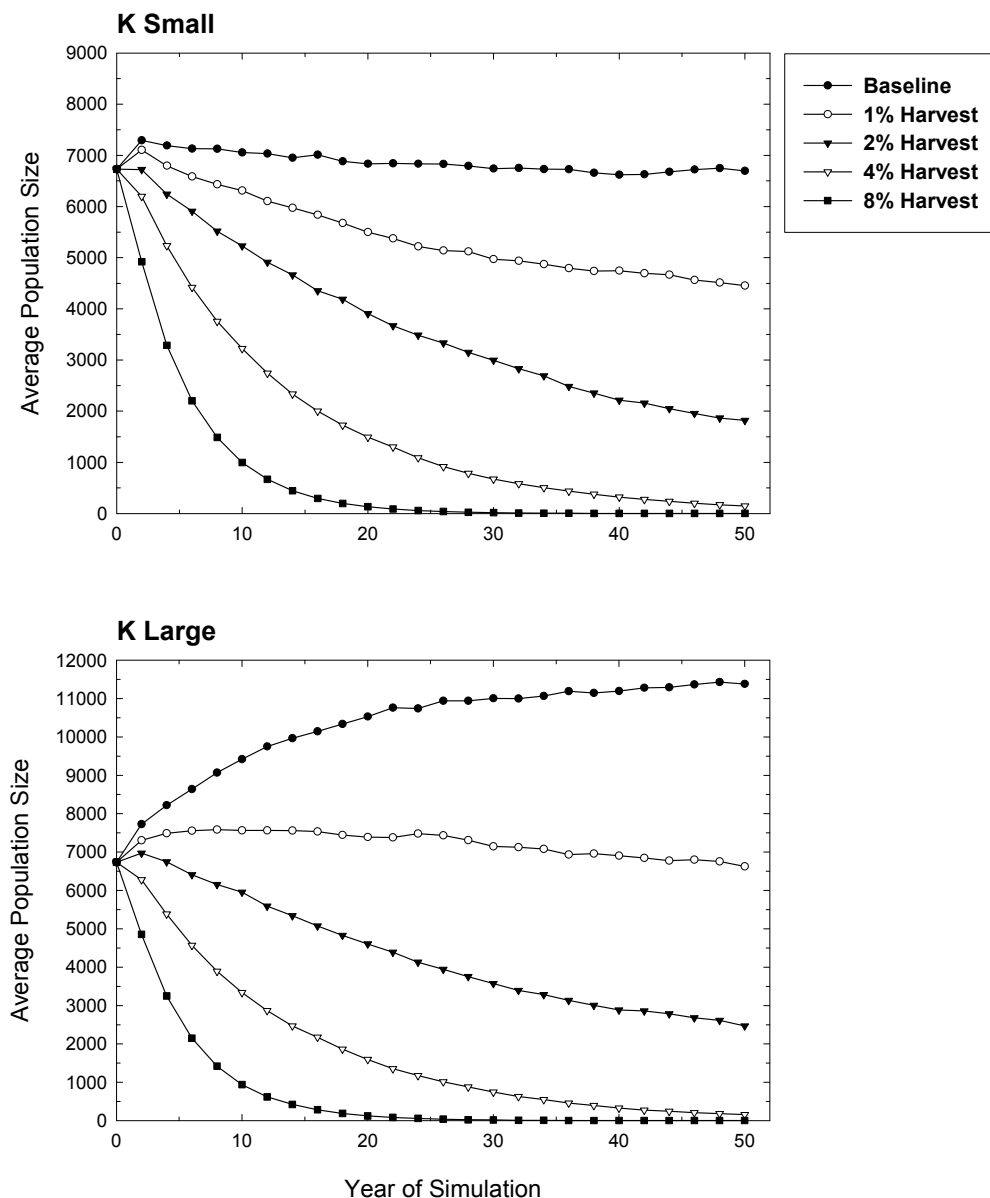 K Small
9000
8000
7000
6000
5000
4000
3000
2000
1000
0
Average Population Size
0 10 20 30 40 50
Baseline
1% Harvest
2% Harvest
4% Harvest
8% Harvest
K Large
12000
11000
10000
9000
8000
7000
6000
5000
4000
3000
2000
1000
0
Average Population Size
0 10 20 30 40 50
Year of Simulation